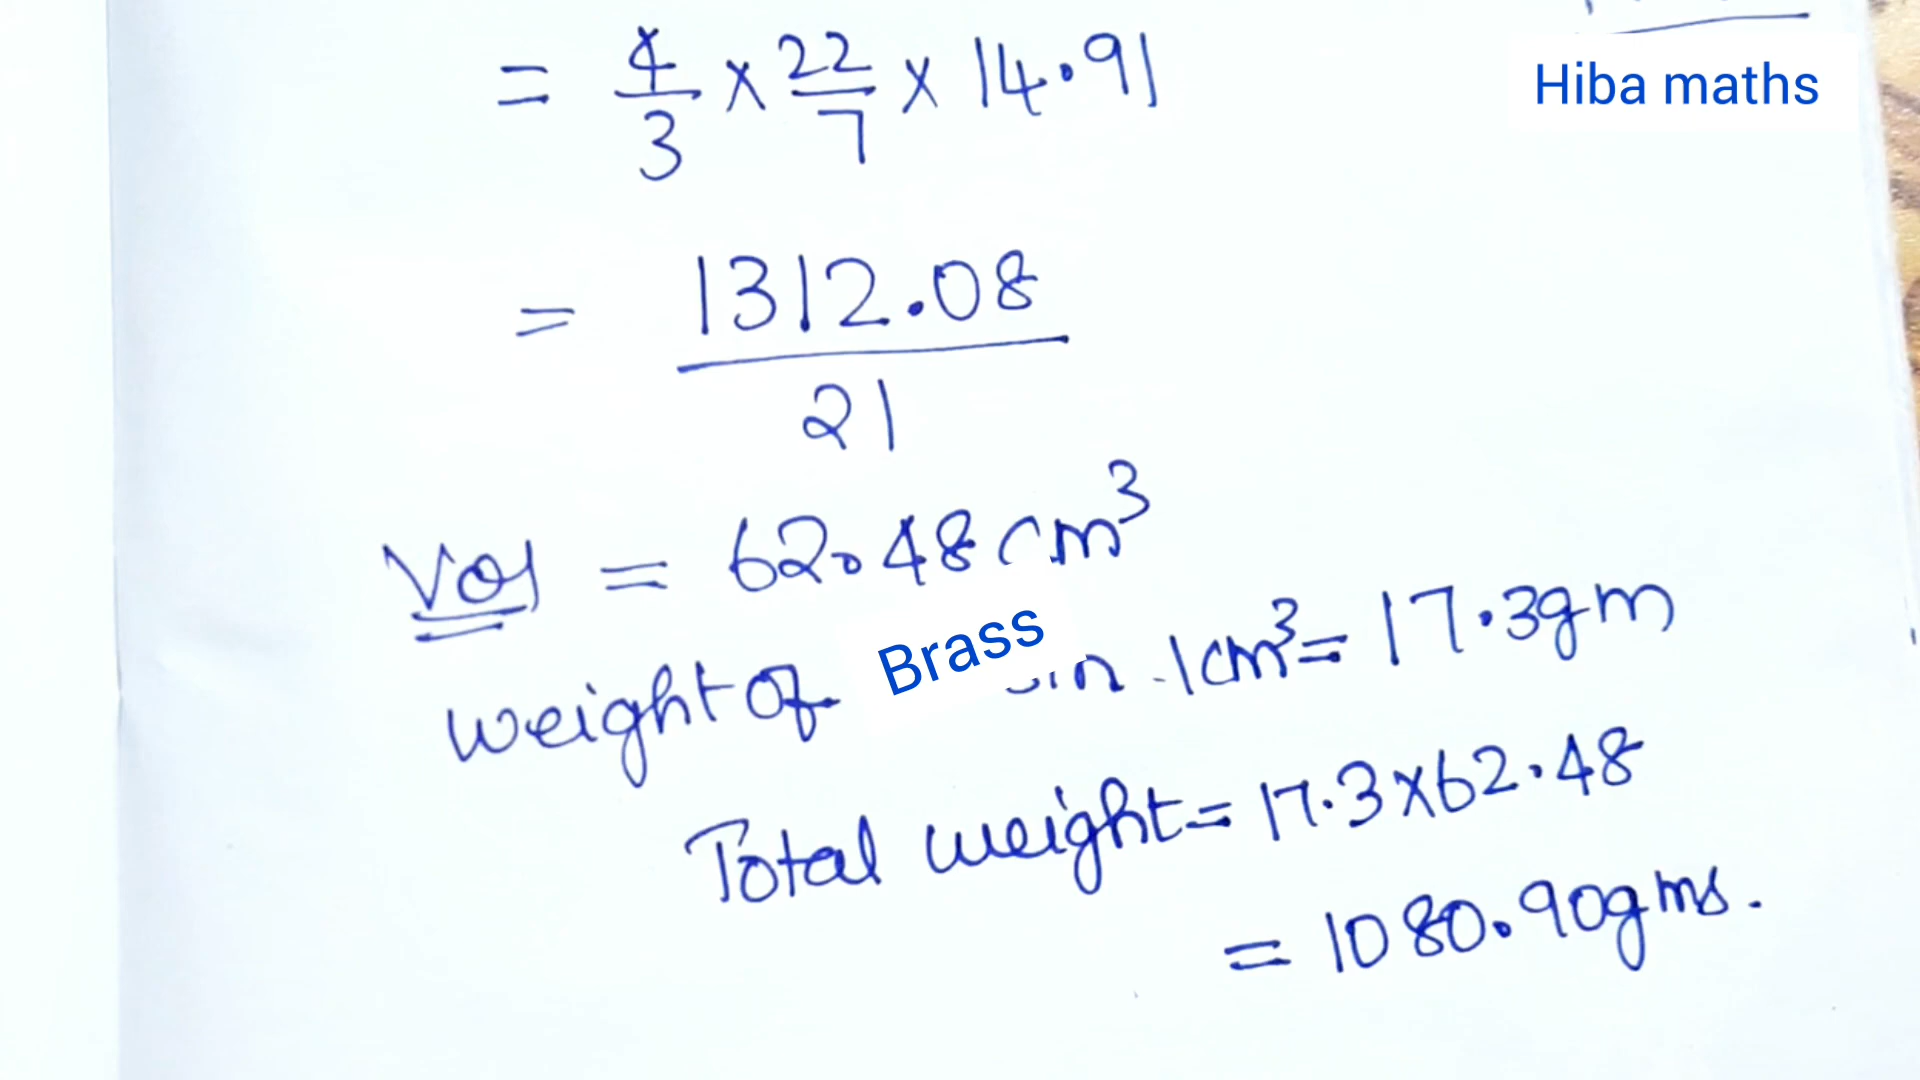 = 4/3 x 22/7 x 14.91
Hiba maths
= 1312.08/21
Vol = 62.48 cm³
weight of Brass in 1cm³ = 17.3gm
Total weight = 17.3x62.48
= 1080.90gms.